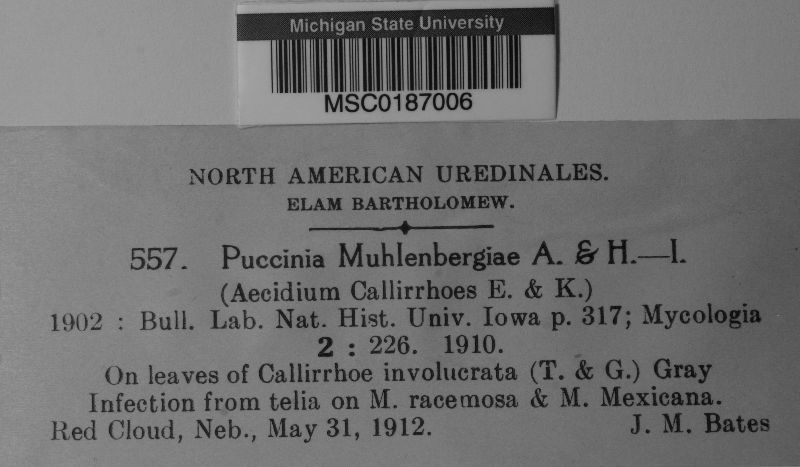 Michigan State University
MSC0187006
NORTH AMERICAN UREDINALES.
ELAM BARTHOLOMEW.
557. Puccinia Muhlenbergiae A. & H.—I.
(Aecidium Callirrhoes E. & K.)
1902 : Bull. Lab. Nat. Hist. Univ. Iowa p. 317; Mycologia
2 : 226. 1910.
On leaves of Callirrhoe involucrata (T. & G.) Gray
Infection from telia on M. racemosa & M. Mexicana.
Red Cloud, Neb., May 31, 1912. J. M. Bates